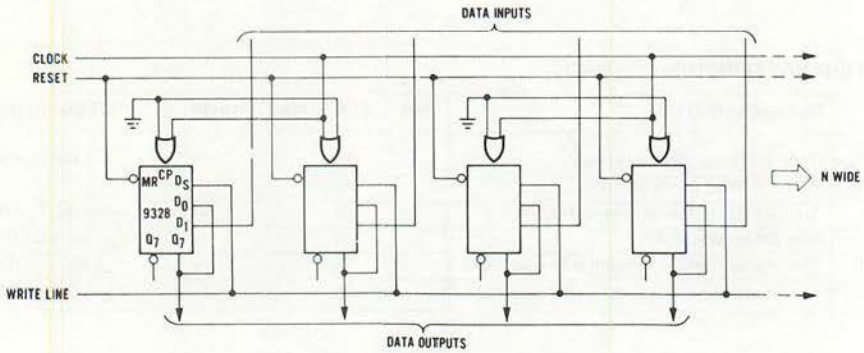 DATA INPUTS
CLOCK
RESET
MR CP DS
D0
9328 D1
Q7 Q7
N WIDE
WRITE LINE
DATA OUTPUTS